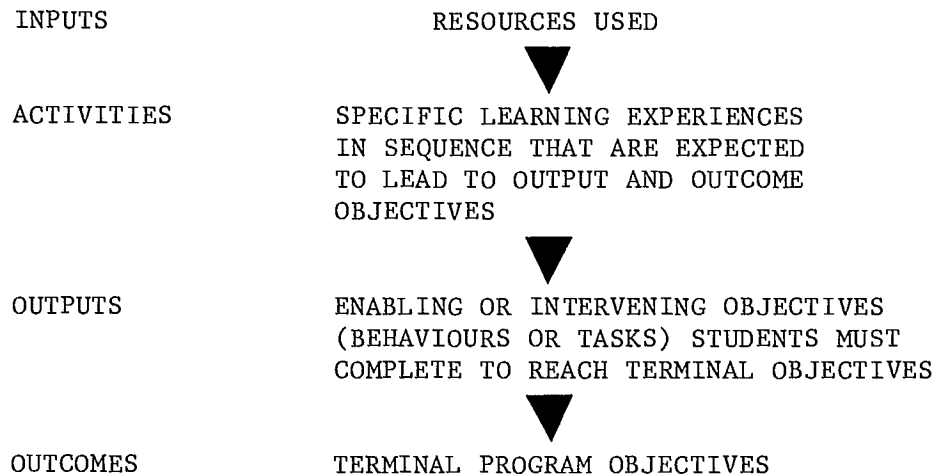 INPUTS RESOURCES USED
ACTIVITIES SPECIFIC LEARNING EXPERIENCES
IN SEQUENCE THAT ARE EXPECTED
TO LEAD TO OUTPUT AND OUTCOME
OBJECTIVES
OUTPUTS ENABLING OR INTERVENING OBJECTIVES
(BEHAVIOURS OR TASKS) STUDENTS MUST
COMPLETE TO REACH TERMINAL OBJECTIVES
OUTCOMES TERMINAL PROGRAM OBJECTIVES